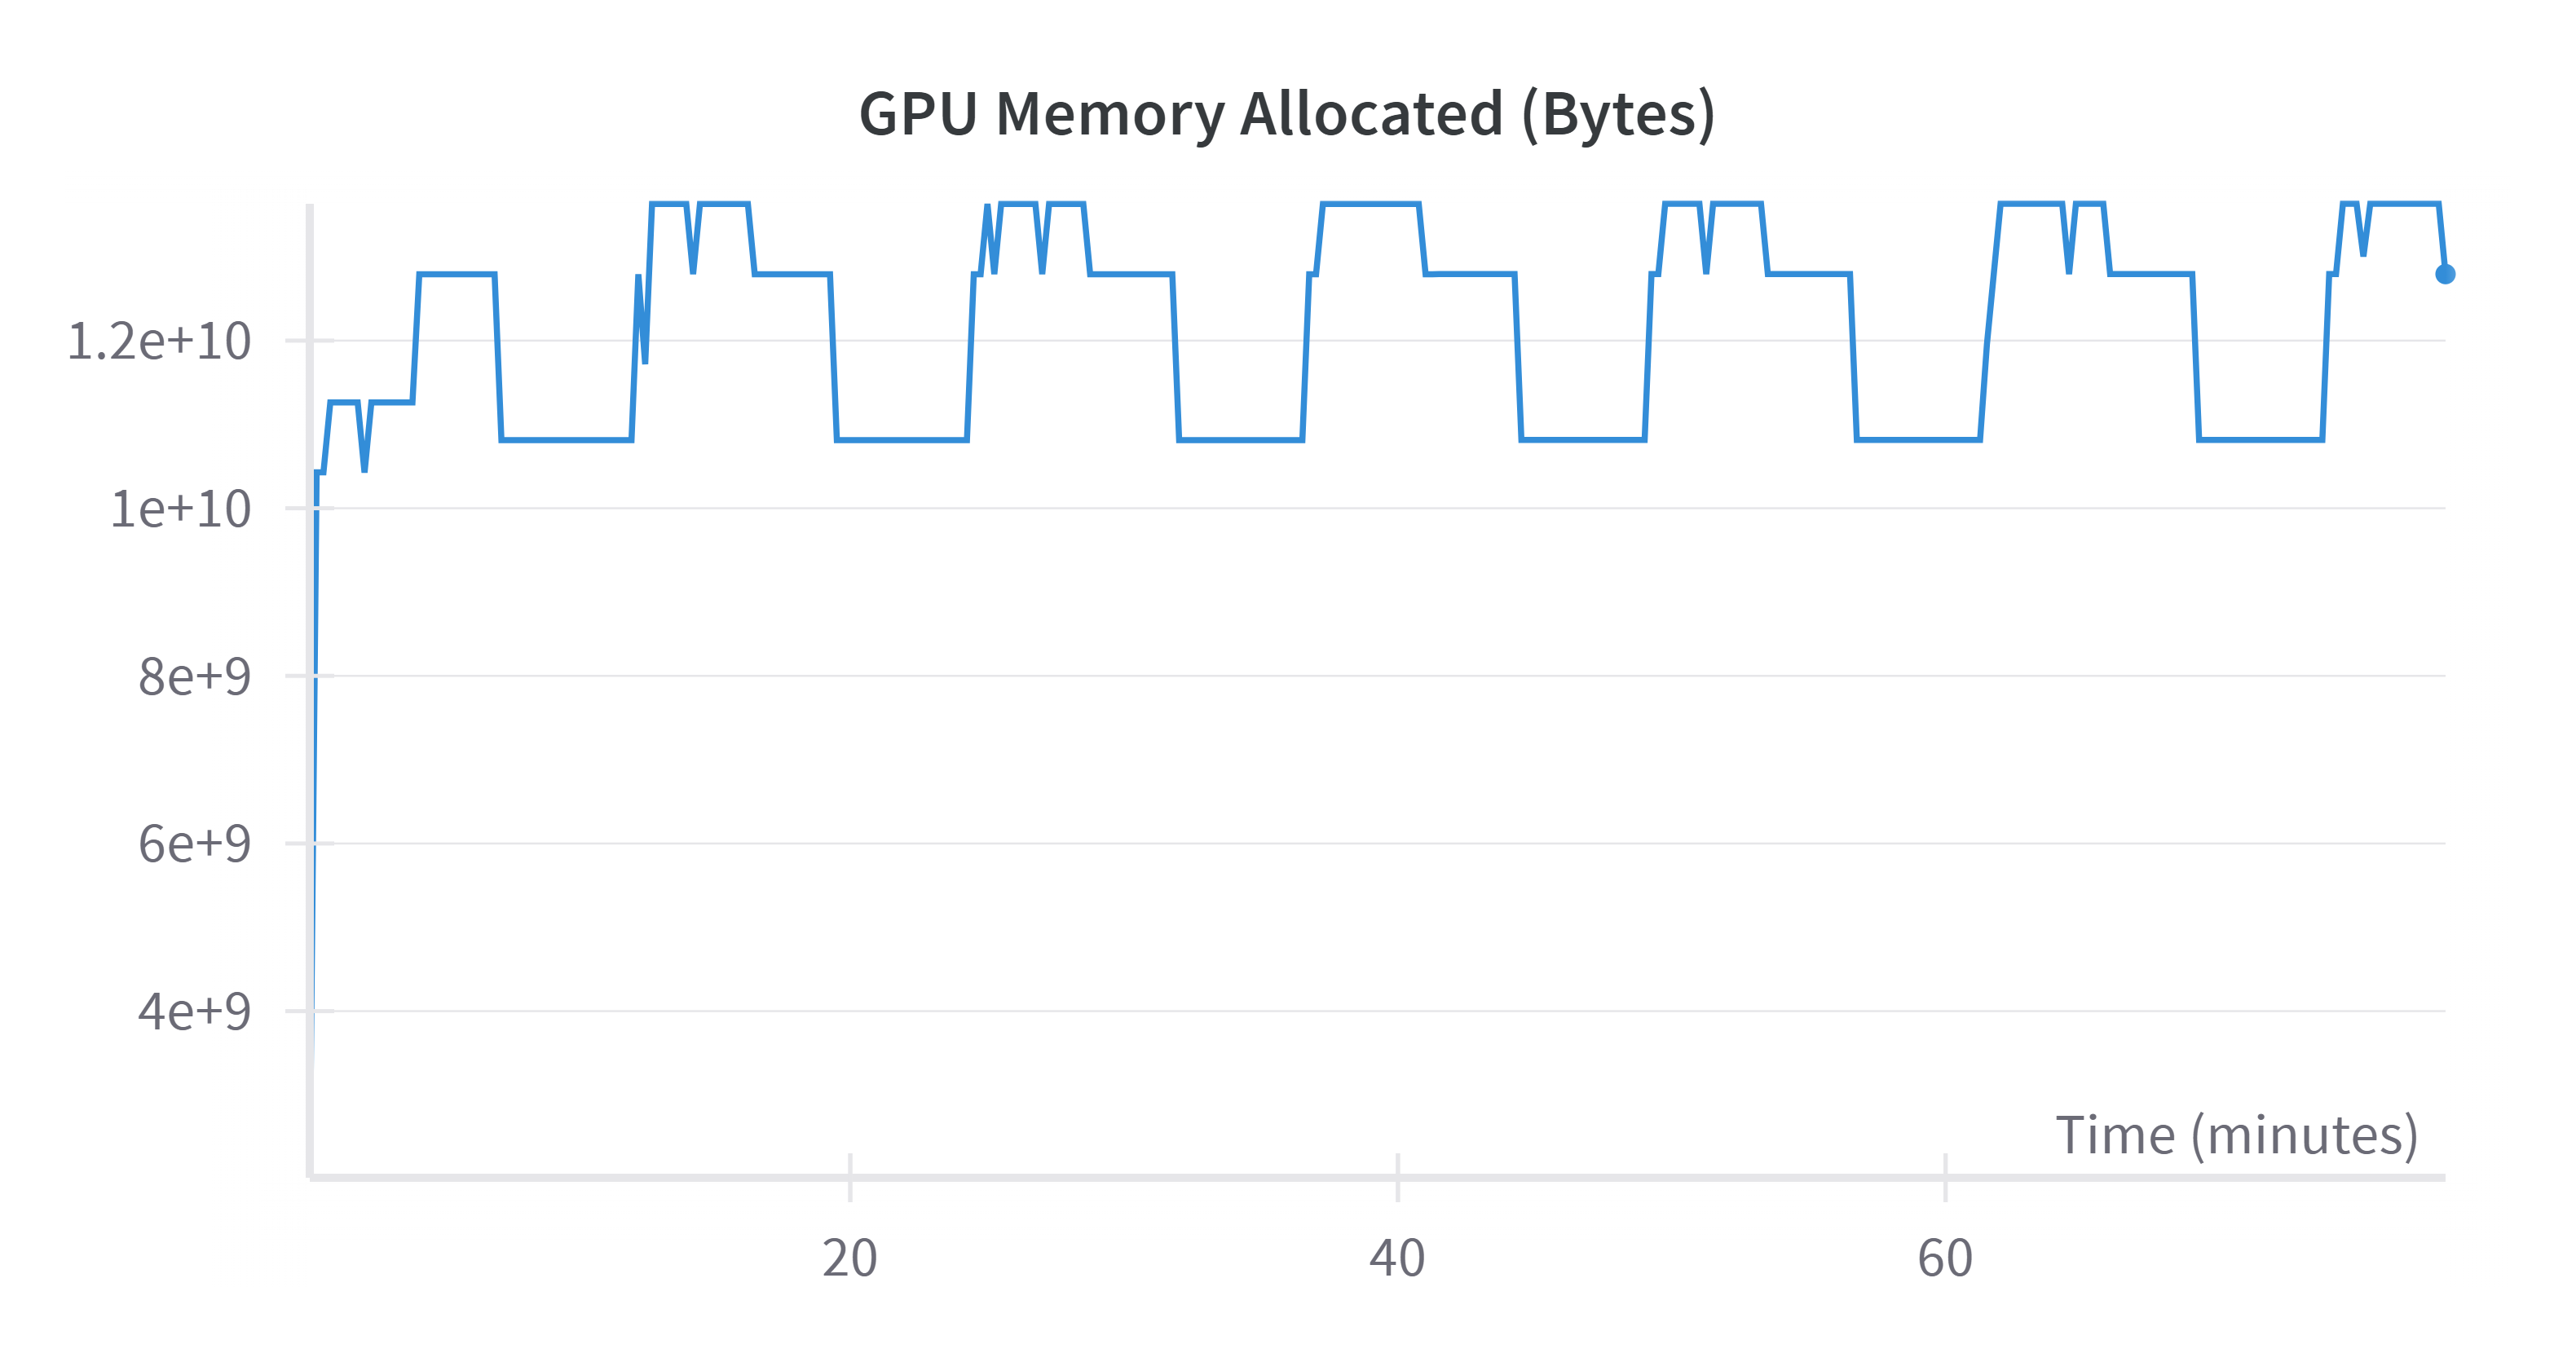 GPU Memory Allocated (Bytes)
1.2e+10
1e+10
8e+9
6e+9
4e+9
Time (minutes)
20 40 60